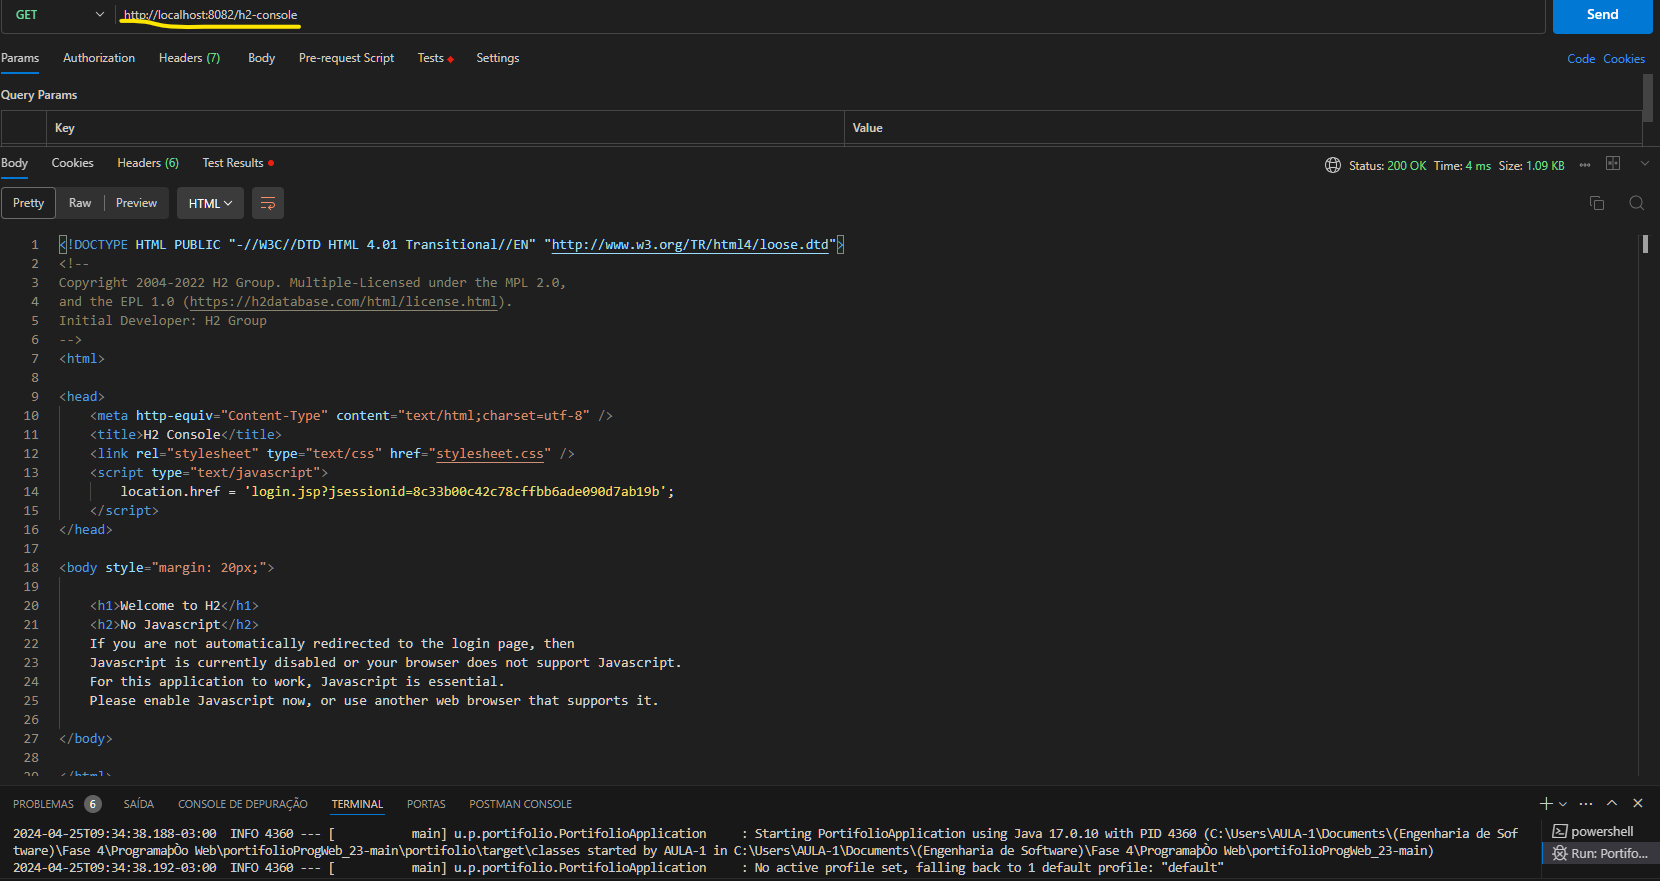 GET http://localhost:8082/h2-console Send
Params Authorization Headers (7) Body Pre-request Script Tests Settings Code Cookies
Query Params
Key Value
Body Cookies Headers (6) Test Results Status: 200 OK Time: 4 ms Size: 1.09 KB
Pretty Raw Preview HTML
1 <!DOCTYPE HTML PUBLIC "-//W3C//DTD HTML 4.01 Transitional//EN" "http://www.w3.org/TR/html4/loose.dtd">
2 <!--
3 Copyright 2004-2022 H2 Group. Multiple-Licensed under the MPL 2.0,
4 and the EPL 1.0 (https://h2database.com/html/license.html).
5 Initial Developer: H2 Group
6 -->
7 <html>
8
9 <head>
10 <meta http-equiv="Content-Type" content="text/html;charset=utf-8" />
11 <title>H2 Console</title>
12 <link rel="stylesheet" type="text/css" href="stylesheet.css" />
13 <script type="text/javascript">
14 location.href = 'login.jsp?jsessionid=8c33b00c42c78cffbb6ade090d7ab19b';
15 </script>
16 </head>
17
18 <body style="margin: 20px;">
19
20 <h1>Welcome to H2</h1>
21 <h2>No Javascript</h2>
22 If you are not automatically redirected to the login page, then
23 Javascript is currently disabled or your browser does not support Javascript.
24 For this application to work, Javascript is essential.
25 Please enable Javascript now, or use another web browser that supports it.
26
27 </body>
28
29 </html>
PROBLEMAS 6 SAÍDA CONSOLE DE DEPURAÇÃO TERMINAL PORTAS POSTMAN CONSOLE
2024-04-25T09:34:38.188-03:00 INFO 4360 --- [ main] u.p.portifolio.PortifolioApplication : Starting PortifolioApplication using Java 17.0.10 with PID 4360 (C:\Users\AULA-1\Documents\(Engenharia de Sof
tware)\Fase 4\ProgramaþÒo Web\portifolioProgWeb_23-main\portifolio\target\classes started by AULA-1 in C:\Users\AULA-1\Documents\(Engenharia de Software)\Fase 4\ProgramaþÒo Web\portifolioProgWeb_23-main)
2024-04-25T09:34:38.192-03:00 INFO 4360 --- [ main] u.p.portifolio.PortifolioApplication : No active profile set, falling back to 1 default profile: "default"
powershell
Run: Portifo...